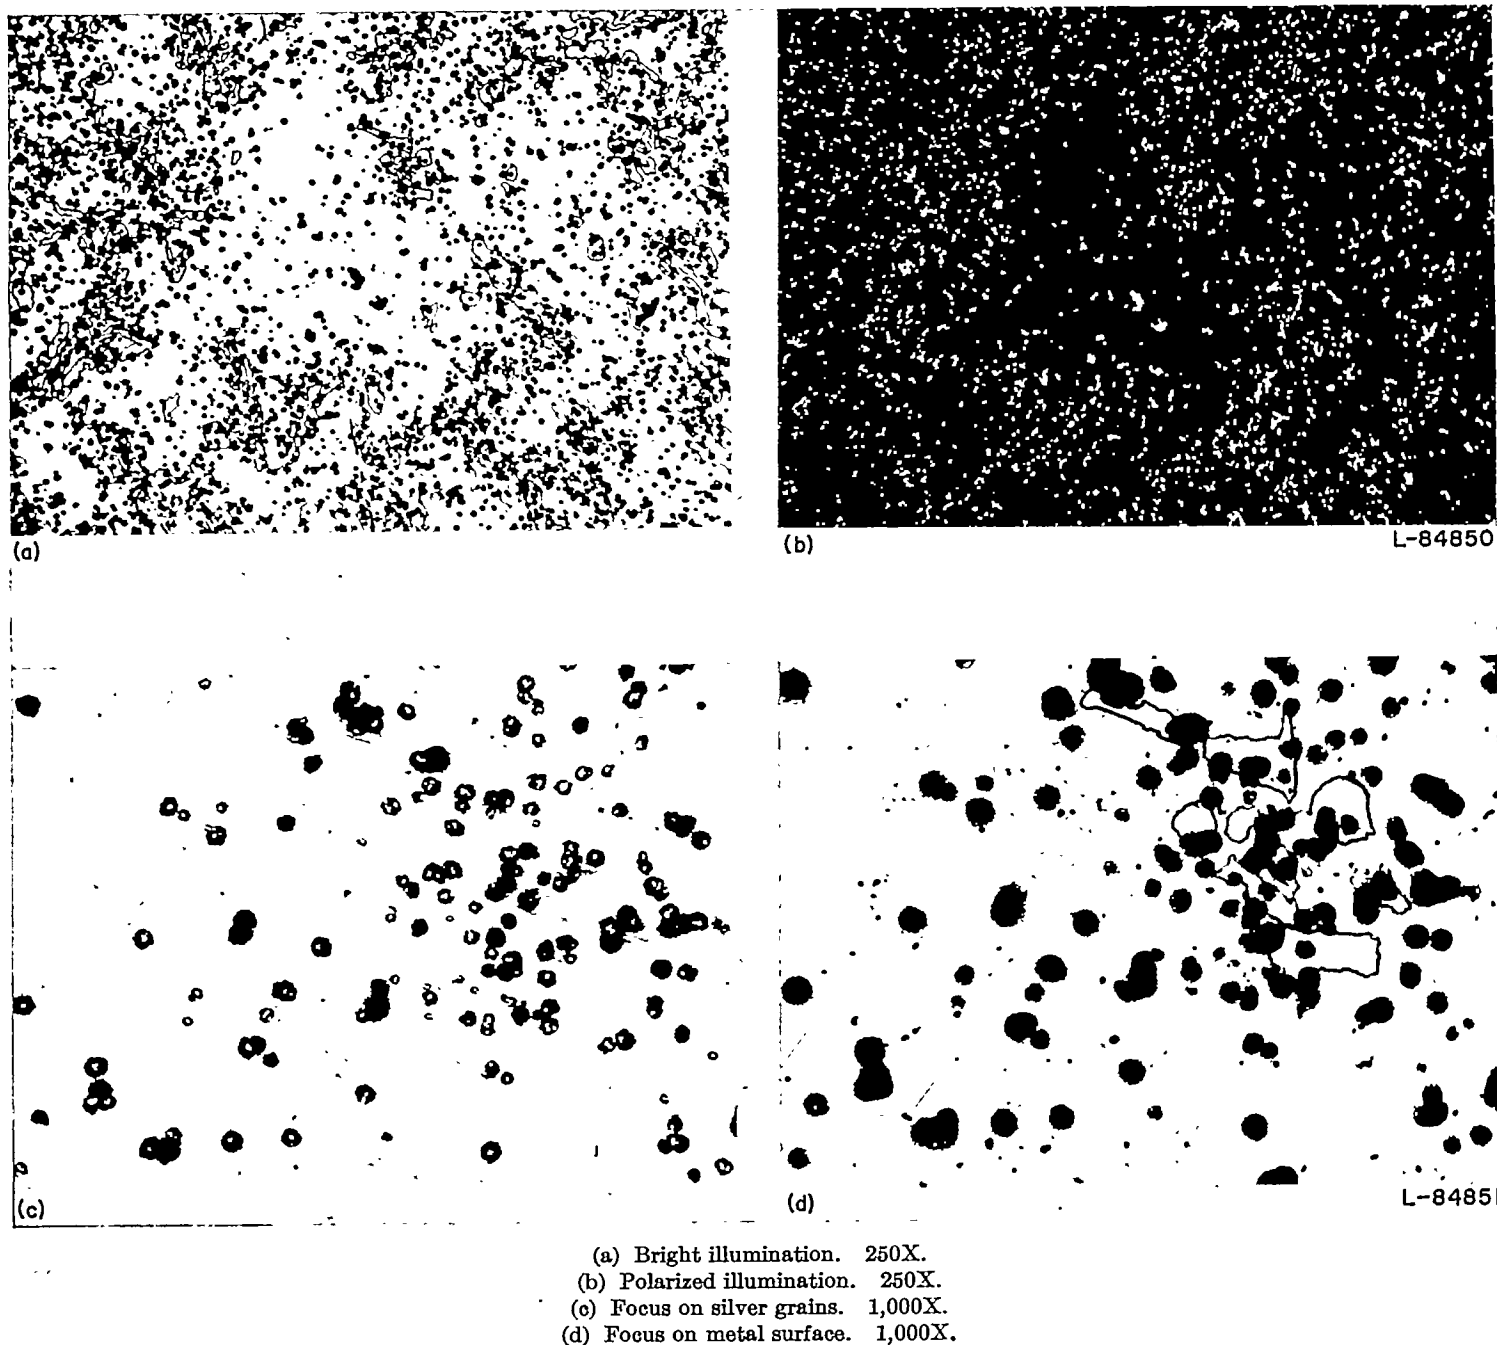 (a)
(b)
L-84850
(c)
(d)
L-84851
(a) Bright illumination. 250X.
(b) Polarized illumination. 250X.
(c) Focus on silver grains. 1,000X.
(d) Focus on metal surface. 1,000X.